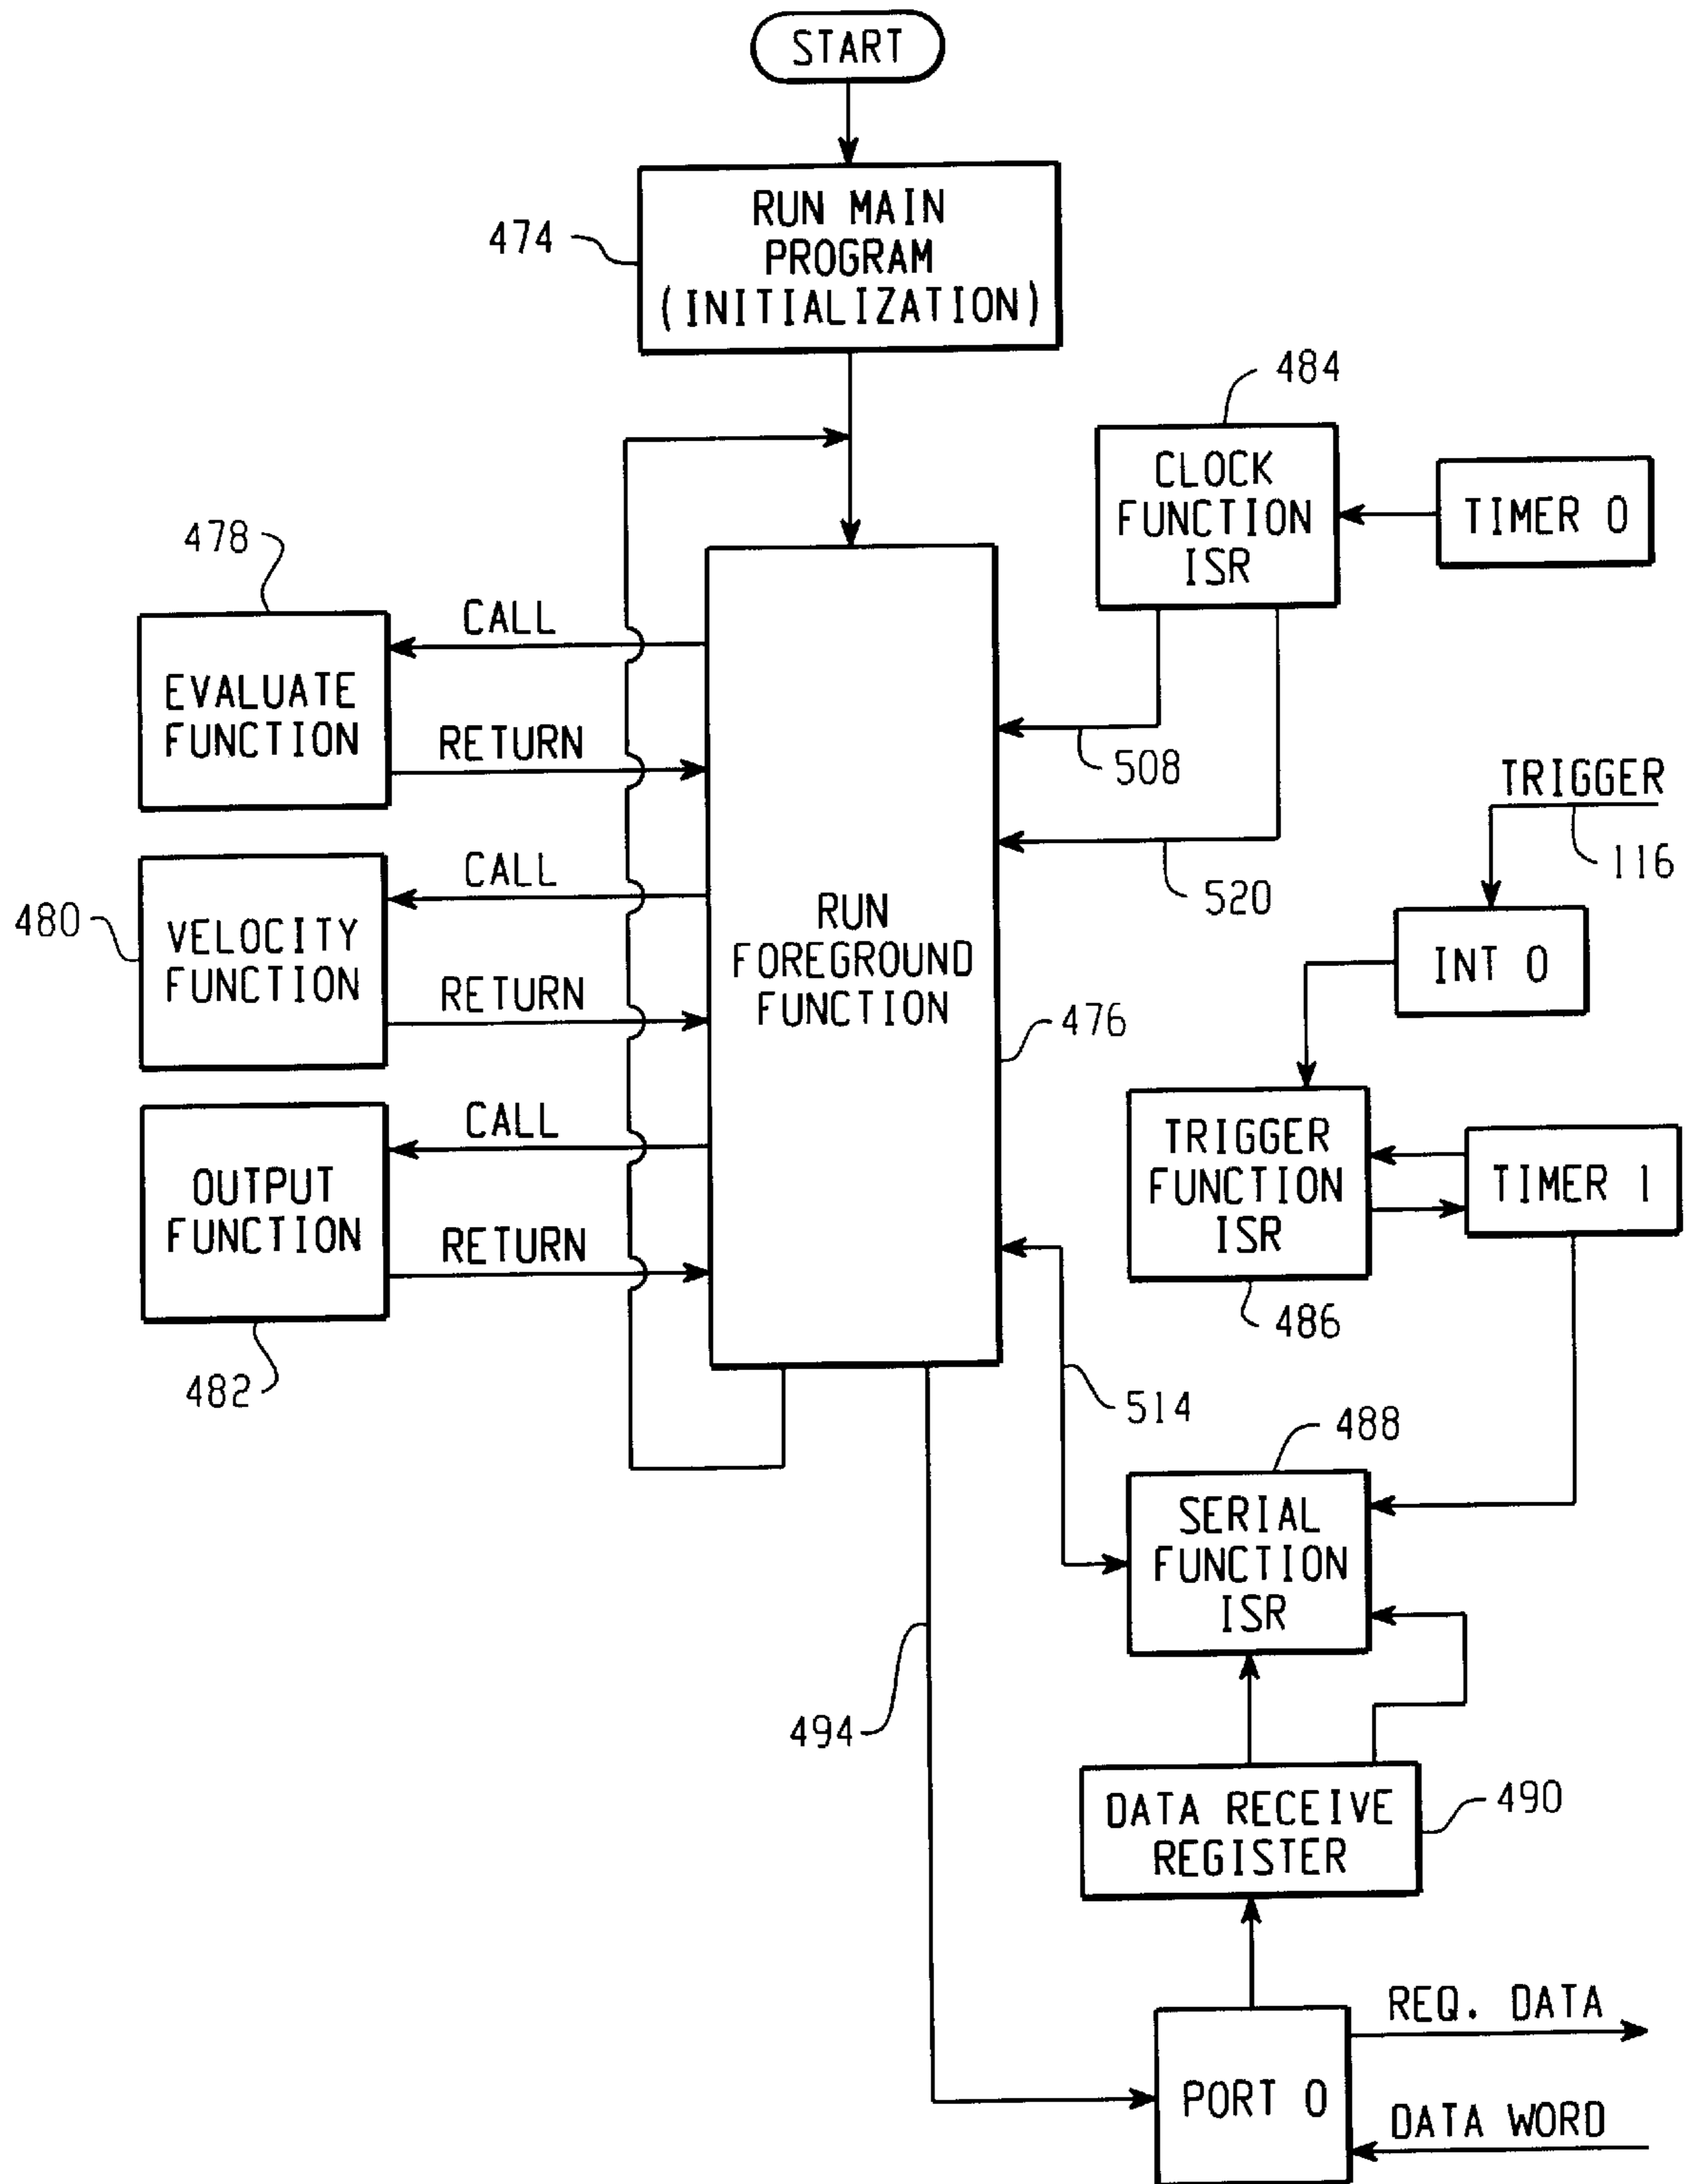 START
RUN MAIN
PROGRAM
(INITIALIZATION)
474
484
CLOCK
FUNCTION
ISR
TIMER 0
478
CALL
EVALUATE
FUNCTION
RETURN
508
TRIGGER
116
520
480
CALL
VELOCITY
FUNCTION
RETURN
RUN
FOREGROUND
FUNCTION
476
INT 0
CALL
OUTPUT
FUNCTION
RETURN
482
TRIGGER
FUNCTION
ISR
TIMER 1
486
514
488
SERIAL
FUNCTION
ISR
494
DATA RECEIVE
REGISTER
490
REQ. DATA
PORT 0
DATA WORD